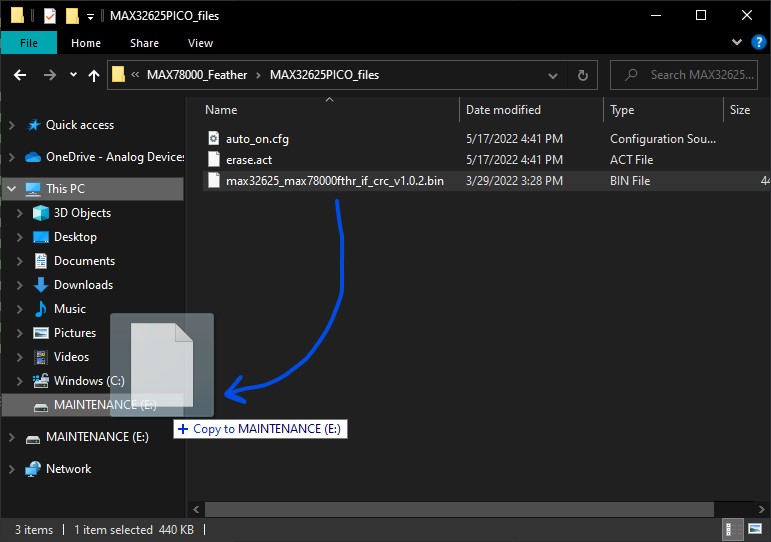 MAX32625PICO_files
File Home Share View
« MAX78000_Feather > MAX32625PICO_files
Search MAX32625...
Name Date modified Type Size
Quick access
OneDrive - Analog Devices
This PC
3D Objects
Desktop
Documents
Downloads
Music
Pictures
Videos
Windows (C:)
MAINTENANCE (E:)
MAINTENANCE (E:)
Network
auto_on.cfg 5/17/2022 4:41 PM Configuration Sou...
erase.act 5/17/2022 4:41 PM ACT File
max32625_max78000fthr_if_crc_v1.0.2.bin 3/29/2022 3:28 PM BIN File 44
+ Copy to MAINTENANCE (E:)
3 items 1 item selected 440 KB